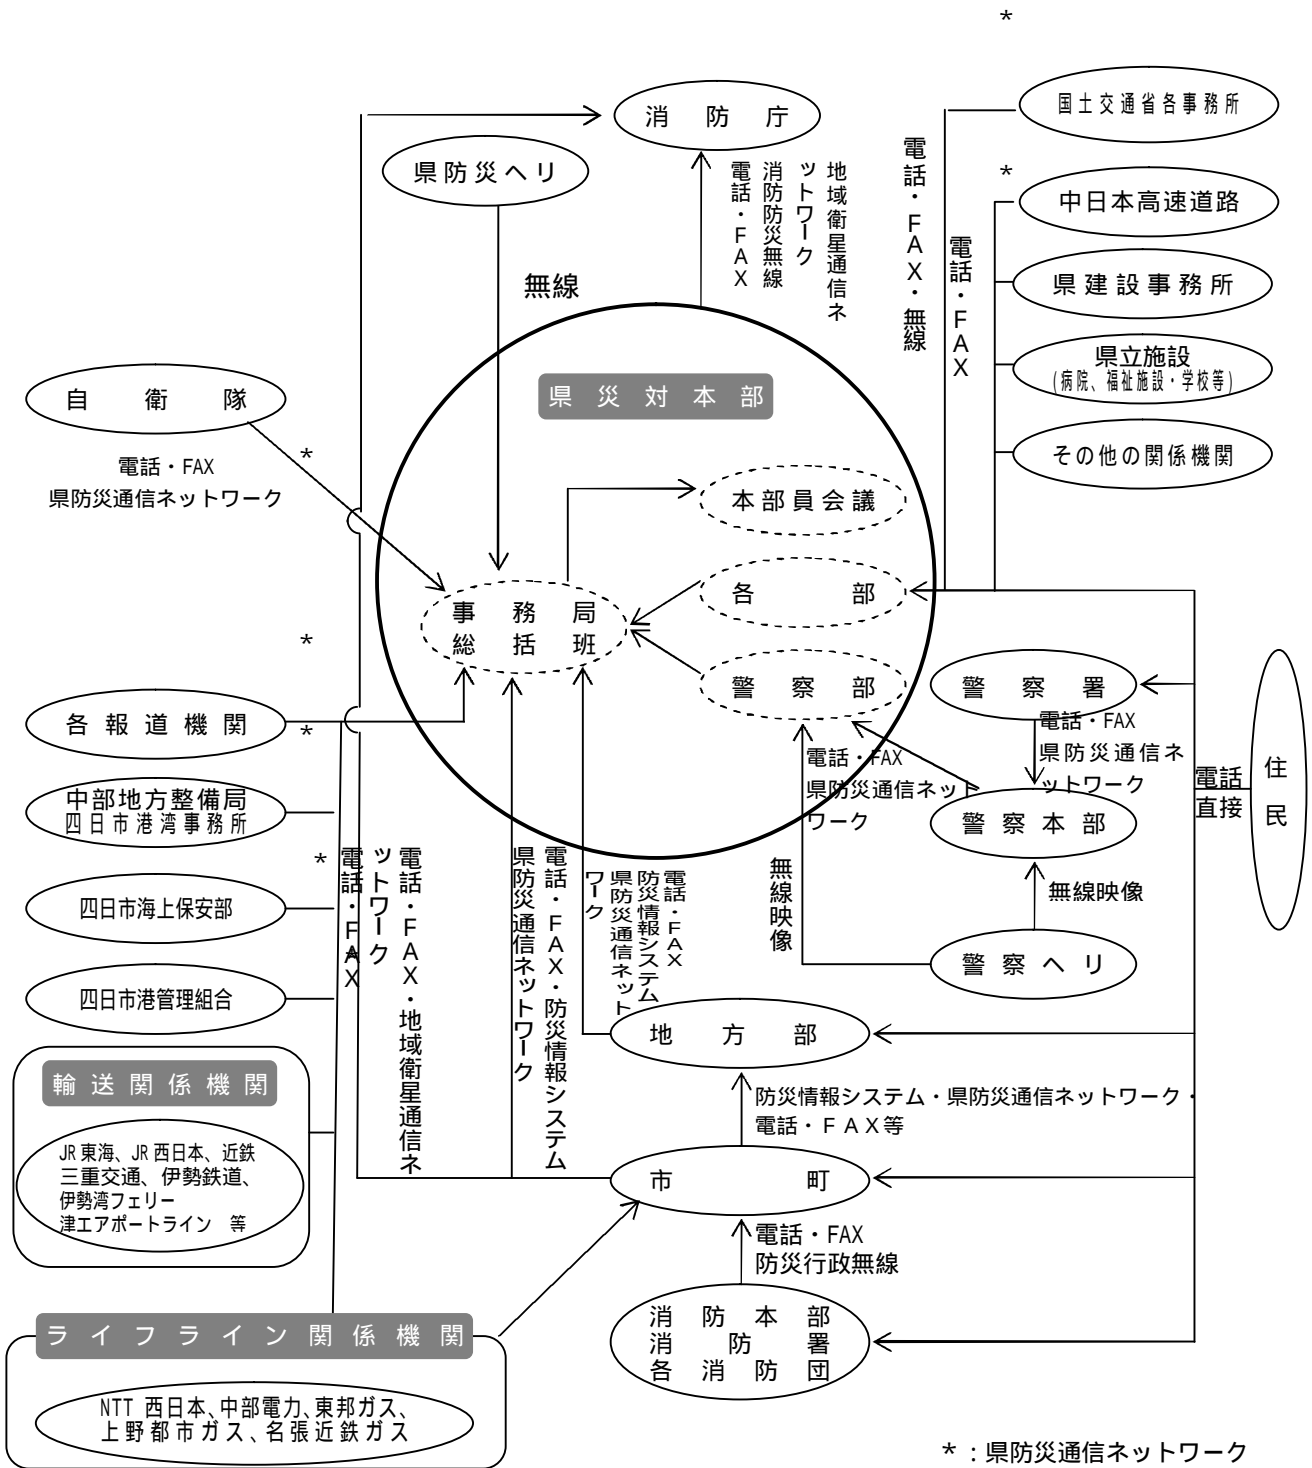 *
国土交通省各事務所
消防庁
県防災ヘリ
*
中日本高速道路
電話・FAX・無線
電話・FAX
地域衛星通信ネ
ットワーク
消防防災無線
電話・FAX
県建設事務所
無線
県立施設
(病院、福祉施設・学校等)
県災対本部
自衛隊
その他の関係機関
*
電話・FAX
県防災通信ネットワーク
本部員会議
各部
事務局
総括班
*
警察部
警察署
各報道機関
*
電話・FAX
県防災通信ネ
ットワーク
電話・FAX
県防災通信ネット
ワーク
電話
直接
住民
中部地方整備局
四日市港湾事務所
警察本部
*
電話・FAX
*
電話・FAX・地域衛星通信ネ
ットワーク
電話・FAX・防災情報システム
県防災通信ネットワーク
電話・FAX
防災情報システム
県防災通信ネット
ワーク
無線映像
無線映像
四日市海上保安部
警察ヘリ
四日市港管理組合
地方部
輸送関係機関
防災情報システム・県防災通信ネットワーク・
電話・ＦＡＸ等
JR東海、JR西日本、近鉄
三重交通、伊勢鉄道、
伊勢湾フェリー
津エアポートライン 等
市町
電話・FAX
防災行政無線
ライフライン関係機関
消防本部
消防署
各消防団
NTT 西日本、中部電力、東邦ガス、
上野都市ガス、名張近鉄ガス
*：県防災通信ネットワーク